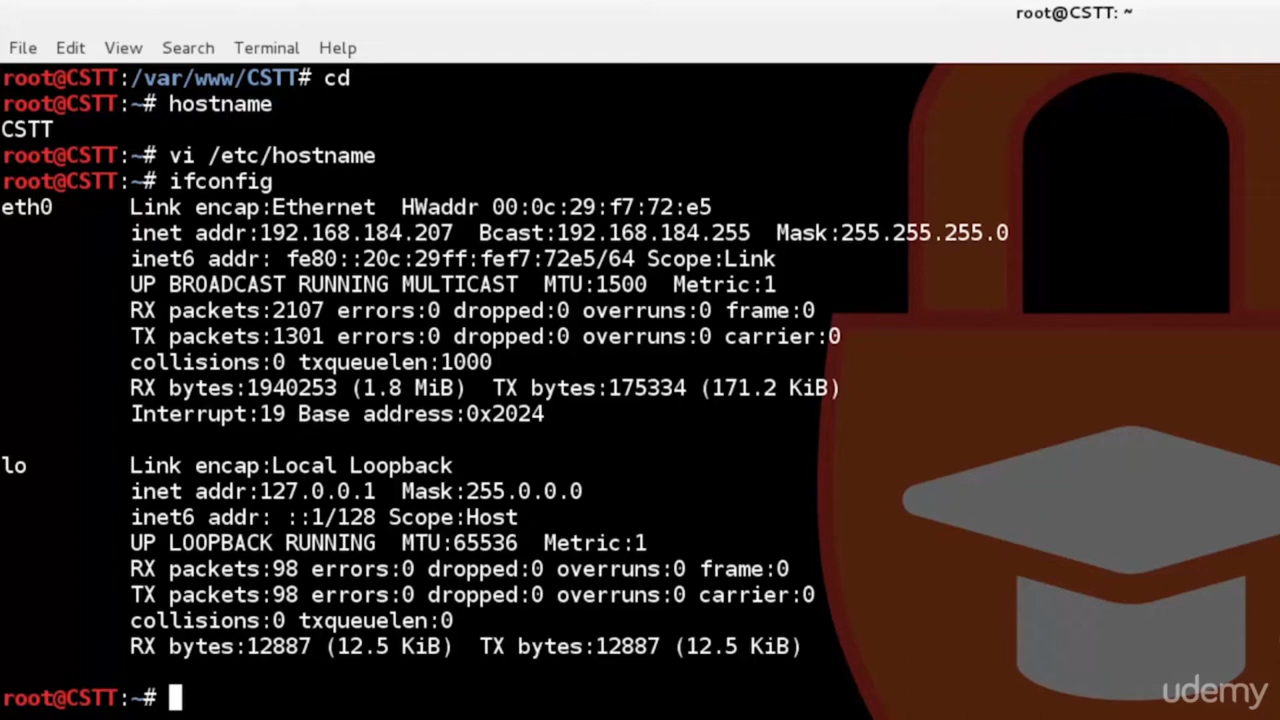 root@CSTT: ~
File Edit View Search Terminal Help
root@CSTT:/var/www/CSTT# cd
root@CSTT:~# hostname
CSTT
root@CSTT:~# vi /etc/hostname
root@CSTT:~# ifconfig
eth0 Link encap:Ethernet HWaddr 00:0c:29:f7:72:e5
inet addr:192.168.184.207 Bcast:192.168.184.255 Mask:255.255.255.0
inet6 addr: fe80::20c:29ff:fef7:72e5/64 Scope:Link
UP BROADCAST RUNNING MULTICAST MTU:1500 Metric:1
RX packets:2107 errors:0 dropped:0 overruns:0 frame:0
TX packets:1301 errors:0 dropped:0 overruns:0 carrier:0
collisions:0 txqueuelen:1000
RX bytes:1940253 (1.8 MiB) TX bytes:175334 (171.2 KiB)
Interrupt:19 Base address:0x2024
lo Link encap:Local Loopback
inet addr:127.0.0.1 Mask:255.0.0.0
inet6 addr: ::1/128 Scope:Host
UP LOOPBACK RUNNING MTU:65536 Metric:1
RX packets:98 errors:0 dropped:0 overruns:0 frame:0
TX packets:98 errors:0 dropped:0 overruns:0 carrier:0
collisions:0 txqueuelen:0
RX bytes:12887 (12.5 KiB) TX bytes:12887 (12.5 KiB)
root@CSTT:~#
udemy